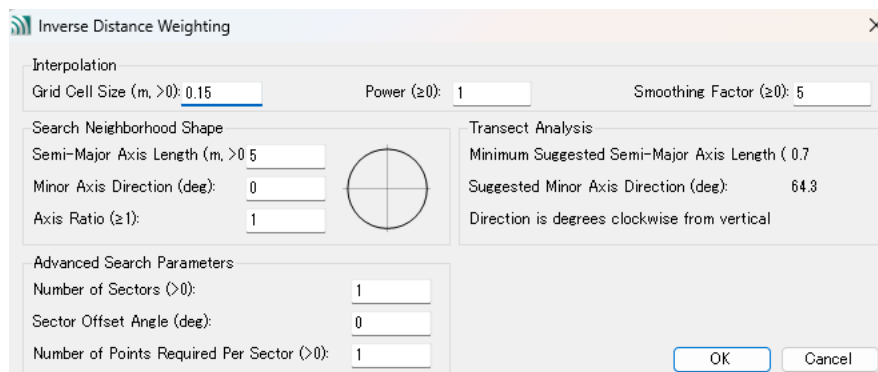 Inverse Distance Weighting
Interpolation
Grid Cell Size (m, >0): 0.15 Power (≥0): 1 Smoothing Factor (≥0): 5
Search Neighborhood Shape
Semi-Major Axis Length (m, >0 5
Minor Axis Direction (deg): 0
Axis Ratio (≥1): 1
Transect Analysis
Minimum Suggested Semi-Major Axis Length ( 0.7
Suggested Minor Axis Direction (deg): 64.3
Direction is degrees clockwise from vertical
Advanced Search Parameters
Number of Sectors (>0): 1
Sector Offset Angle (deg): 0
Number of Points Required Per Sector (>0): 1
OK Cancel